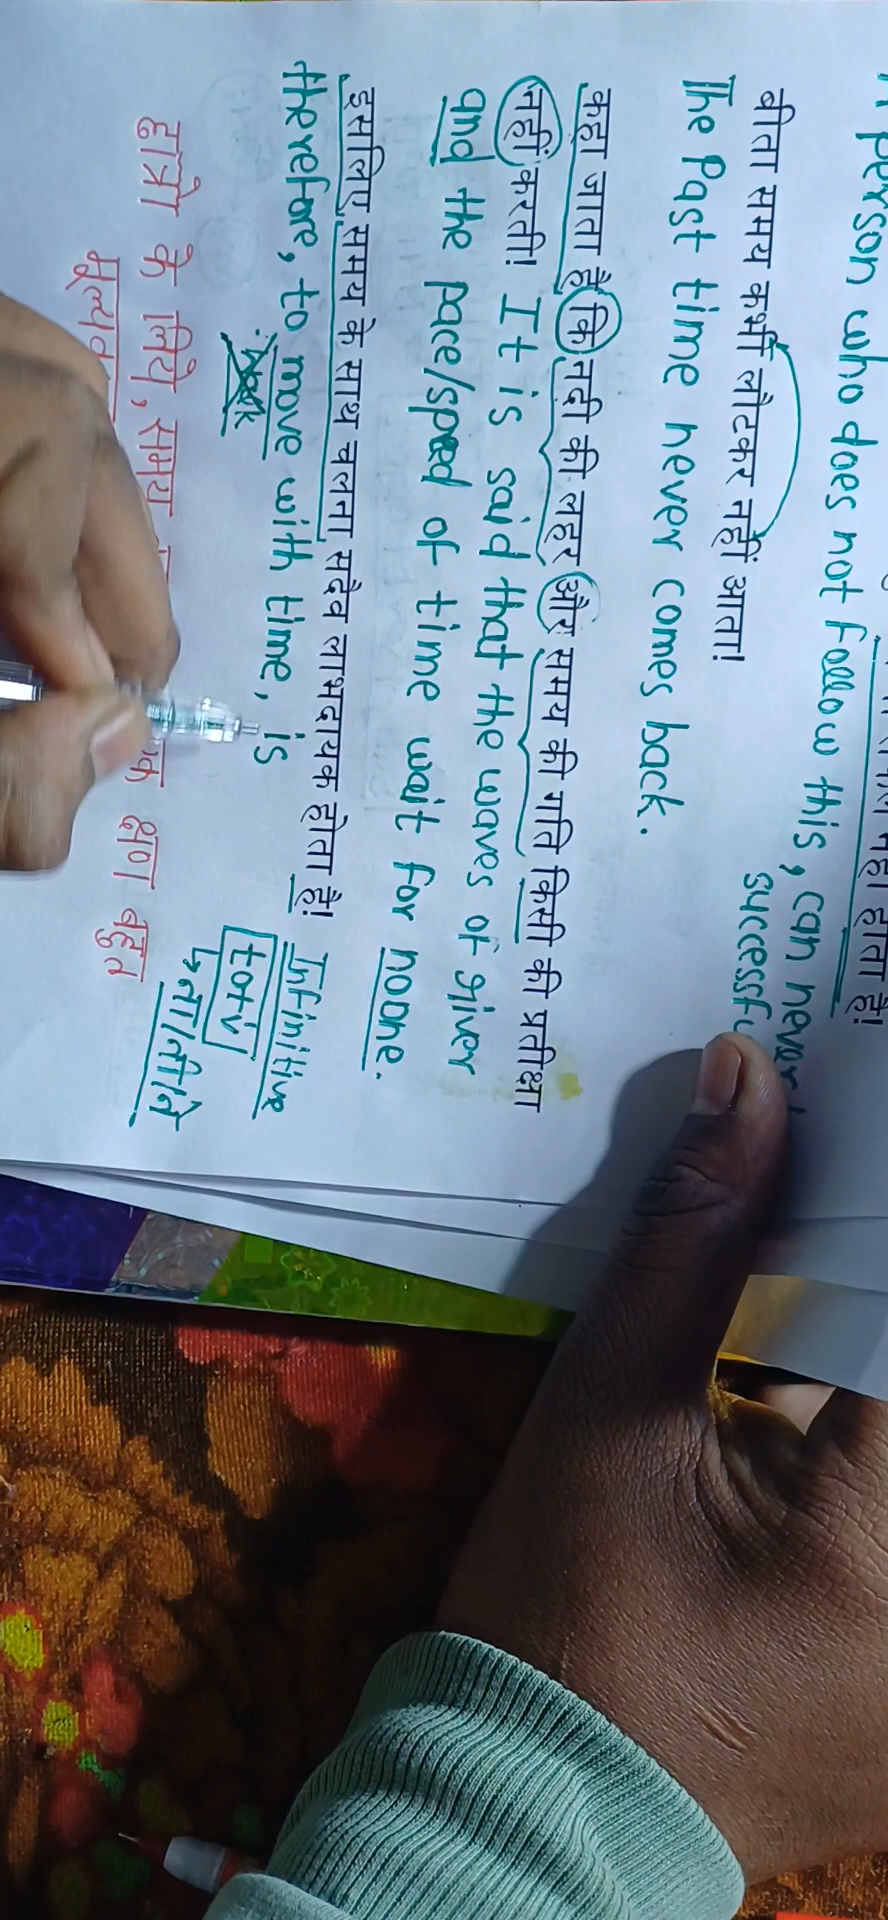 person who does not follow this, can never
successfu
बीता समय कभी लौटकर नहीं आता!
The Past time never comes back.
कहा जाता है कि नदी की लहर और समय की गति किसी की प्रतीक्षा
नहीं करती! It is said that the waves of river
and the pace/speed of time wait for noone.
इसलिए समय के साथ चलना सदैव लाभदायक होता है! Infinitive
therefore, to move with time, is
to+v
ना/नी/ने
छात्रो के लिये, समय
क्षण बहुत